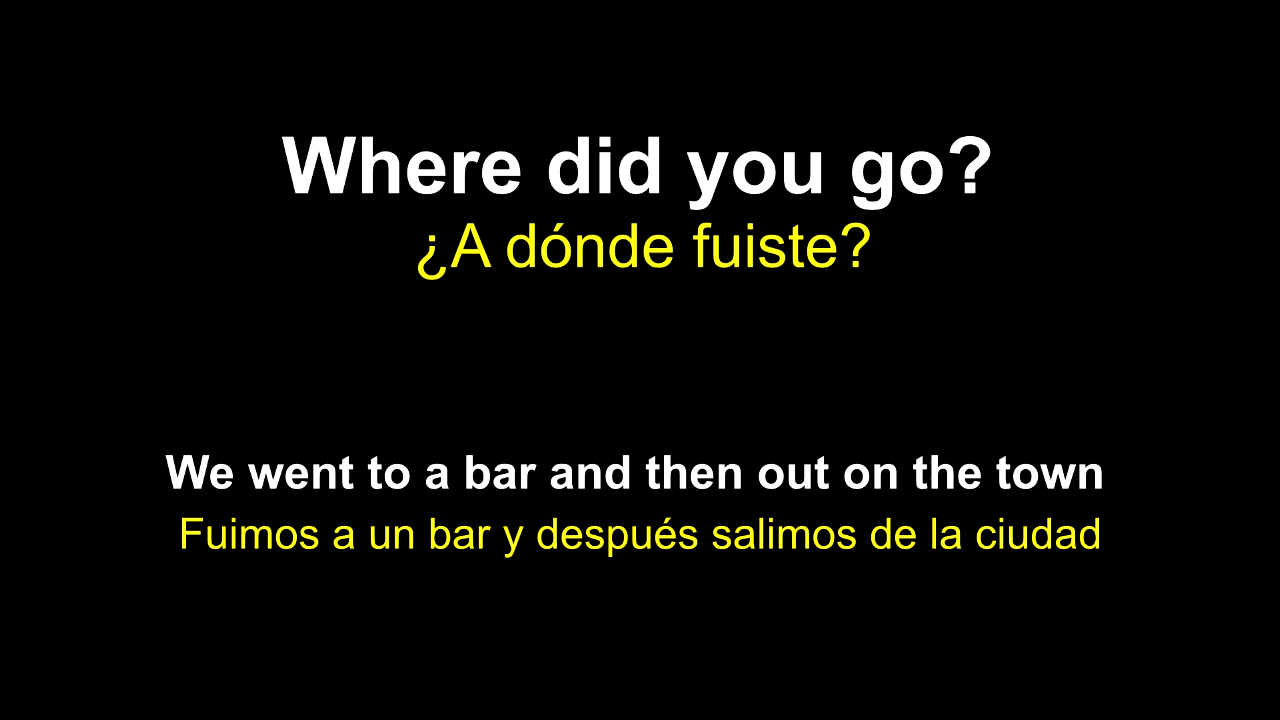 Where did you go?
¿A dónde fuiste?
We went to a bar and then out on the town
Fuimos a un bar y después salimos de la ciudad